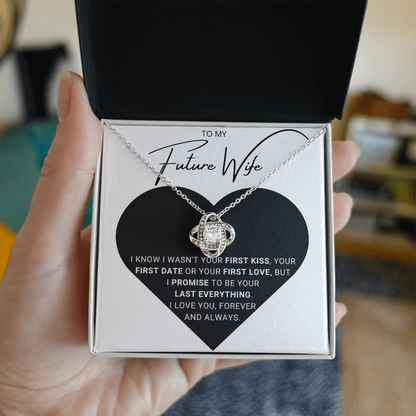 TO MY
Future Wife
I KNOW I WASN'T YOUR FIRST KISS, YOUR
FIRST DATE OR YOUR FIRST LOVE, BUT
I PROMISE TO BE YOUR
LAST EVERYTHING.
I LOVE YOU, FOREVER
AND ALWAYS.